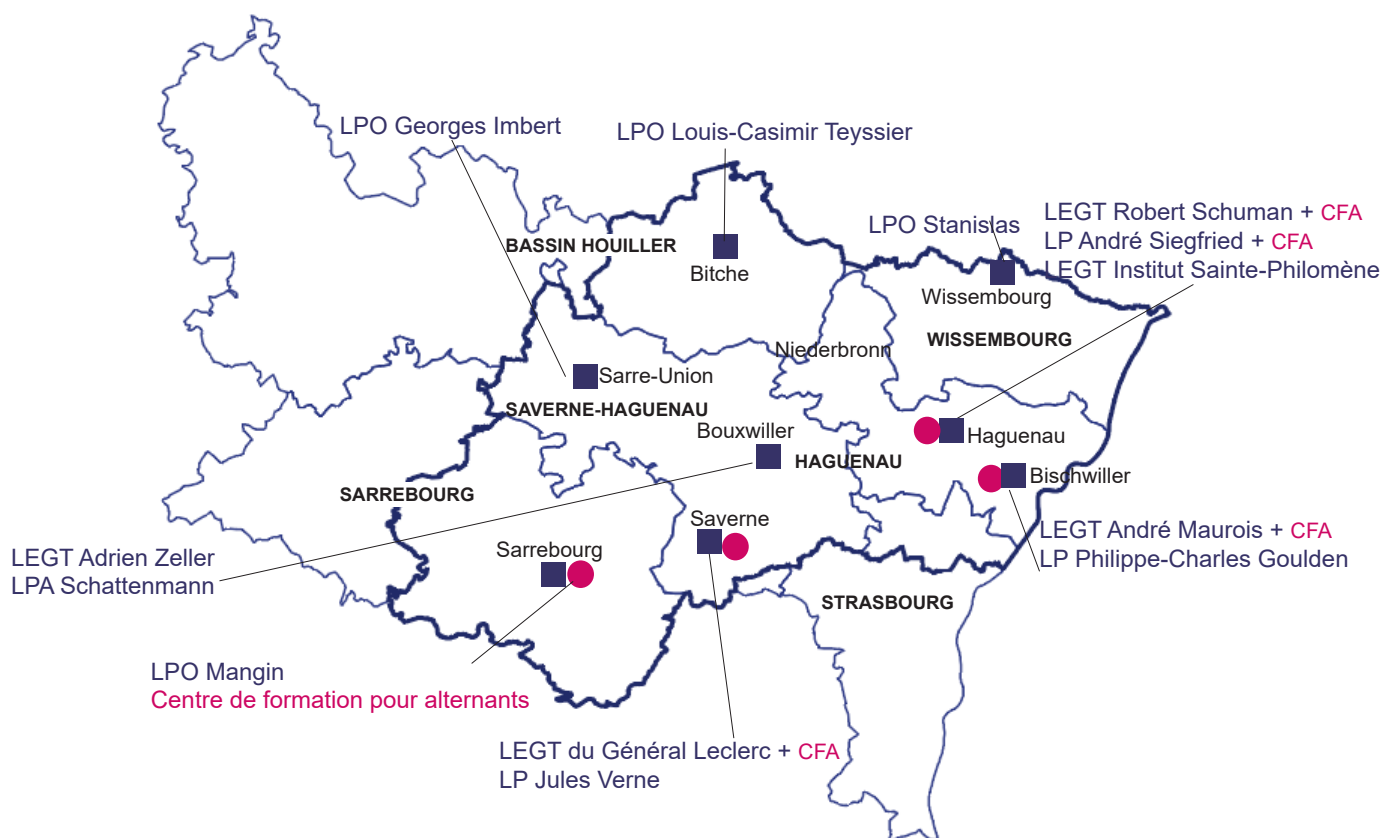 LPO Georges Imbert
LPO Louis-Casimir Teyssier
LPO Stanislas
LEGT Robert Schuman + CFA
LP André Siegfried + CFA
LEGT Institut Sainte-Philomène
BASSIN HOUILLER
Bitche
Wissembourg
WISSEMBOURG
Niederbronn
Sarre-Union
SAVERNE-HAGUENAU
Bouxwiller
HAGUENAU
Haguenau
Bischwiller
SARREBOURG
Saverne
Sarrebourg
LEGT André Maurois + CFA
LP Philippe-Charles Goulden
LEGT Adrien Zeller
LPA Schattenmann
STRASBOURG
LPO Mangin
Centre de formation pour alternants
LEGT du Général Leclerc + CFA
LP Jules Verne